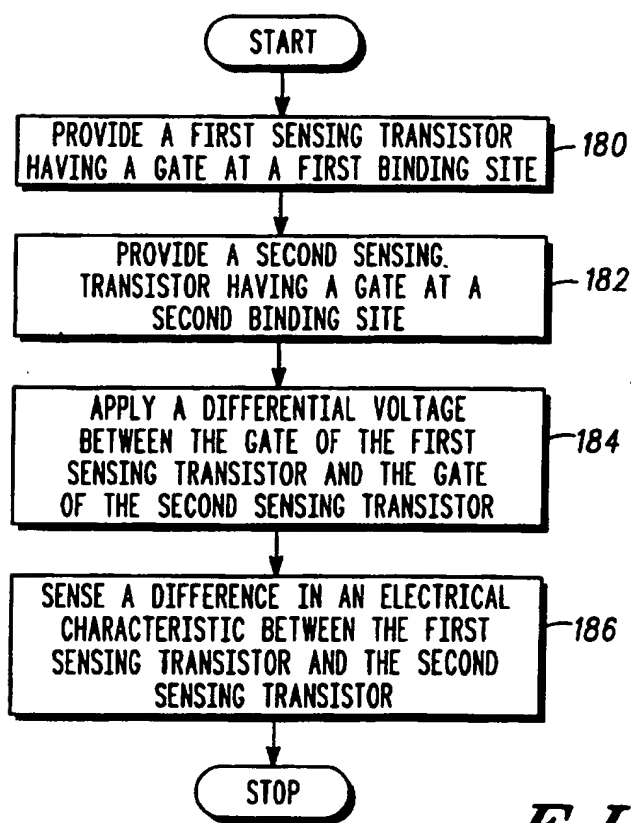 START
PROVIDE A FIRST SENSING TRANSISTOR
HAVING A GATE AT A FIRST BINDING SITE
180
PROVIDE A SECOND SENSING.
TRANSISTOR HAVING A GATE AT A
SECOND BINDING SITE
182
APPLY A DIFFERENTIAL VOLTAGE
BETWEEN THE GATE OF THE FIRST
SENSING TRANSISTOR AND THE GATE
OF THE SECOND SENSING TRANSISTOR
184
SENSE A DIFFERENCE IN AN ELECTRICAL
CHARACTERISTIC BETWEEN THE FIRST
SENSING TRANSISTOR AND THE SECOND
SENSING TRANSISTOR
186
STOP